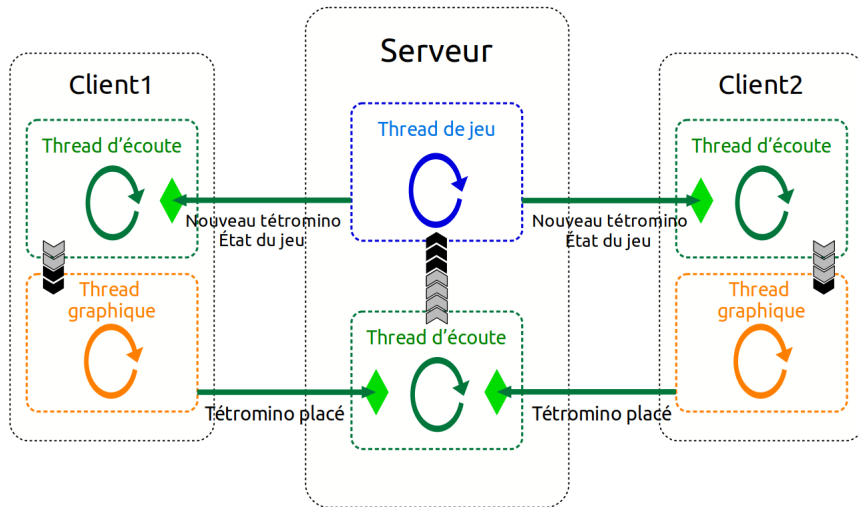 Client1
Thread d'écoute
Thread
graphique
Serveur
Thread de jeu
Nouveau tétromino
État du jeu
Nouveau tétromino
État du jeu
Thread d'écoute
Tétromino placé
Tétromino placé
Client2
Thread d'écoute
Thread
graphique